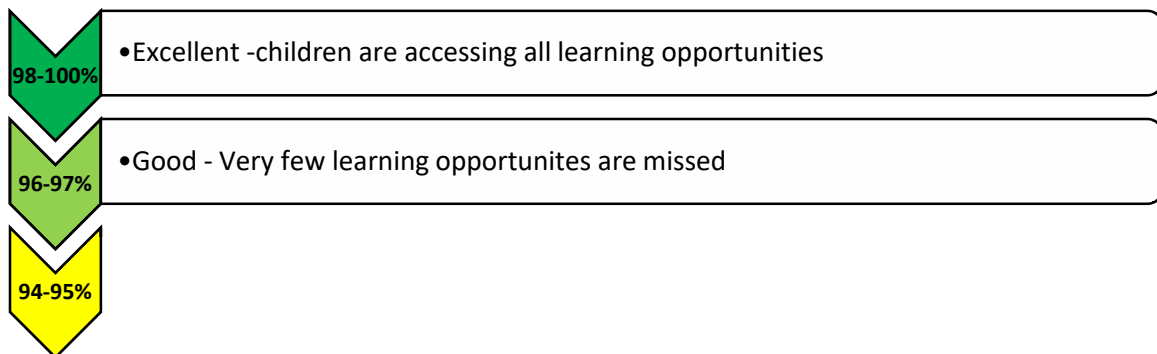 98-100%
•Excellent -children are accessing all learning opportunities
96-97%
•Good - Very few learning opportunites are missed
94-95%